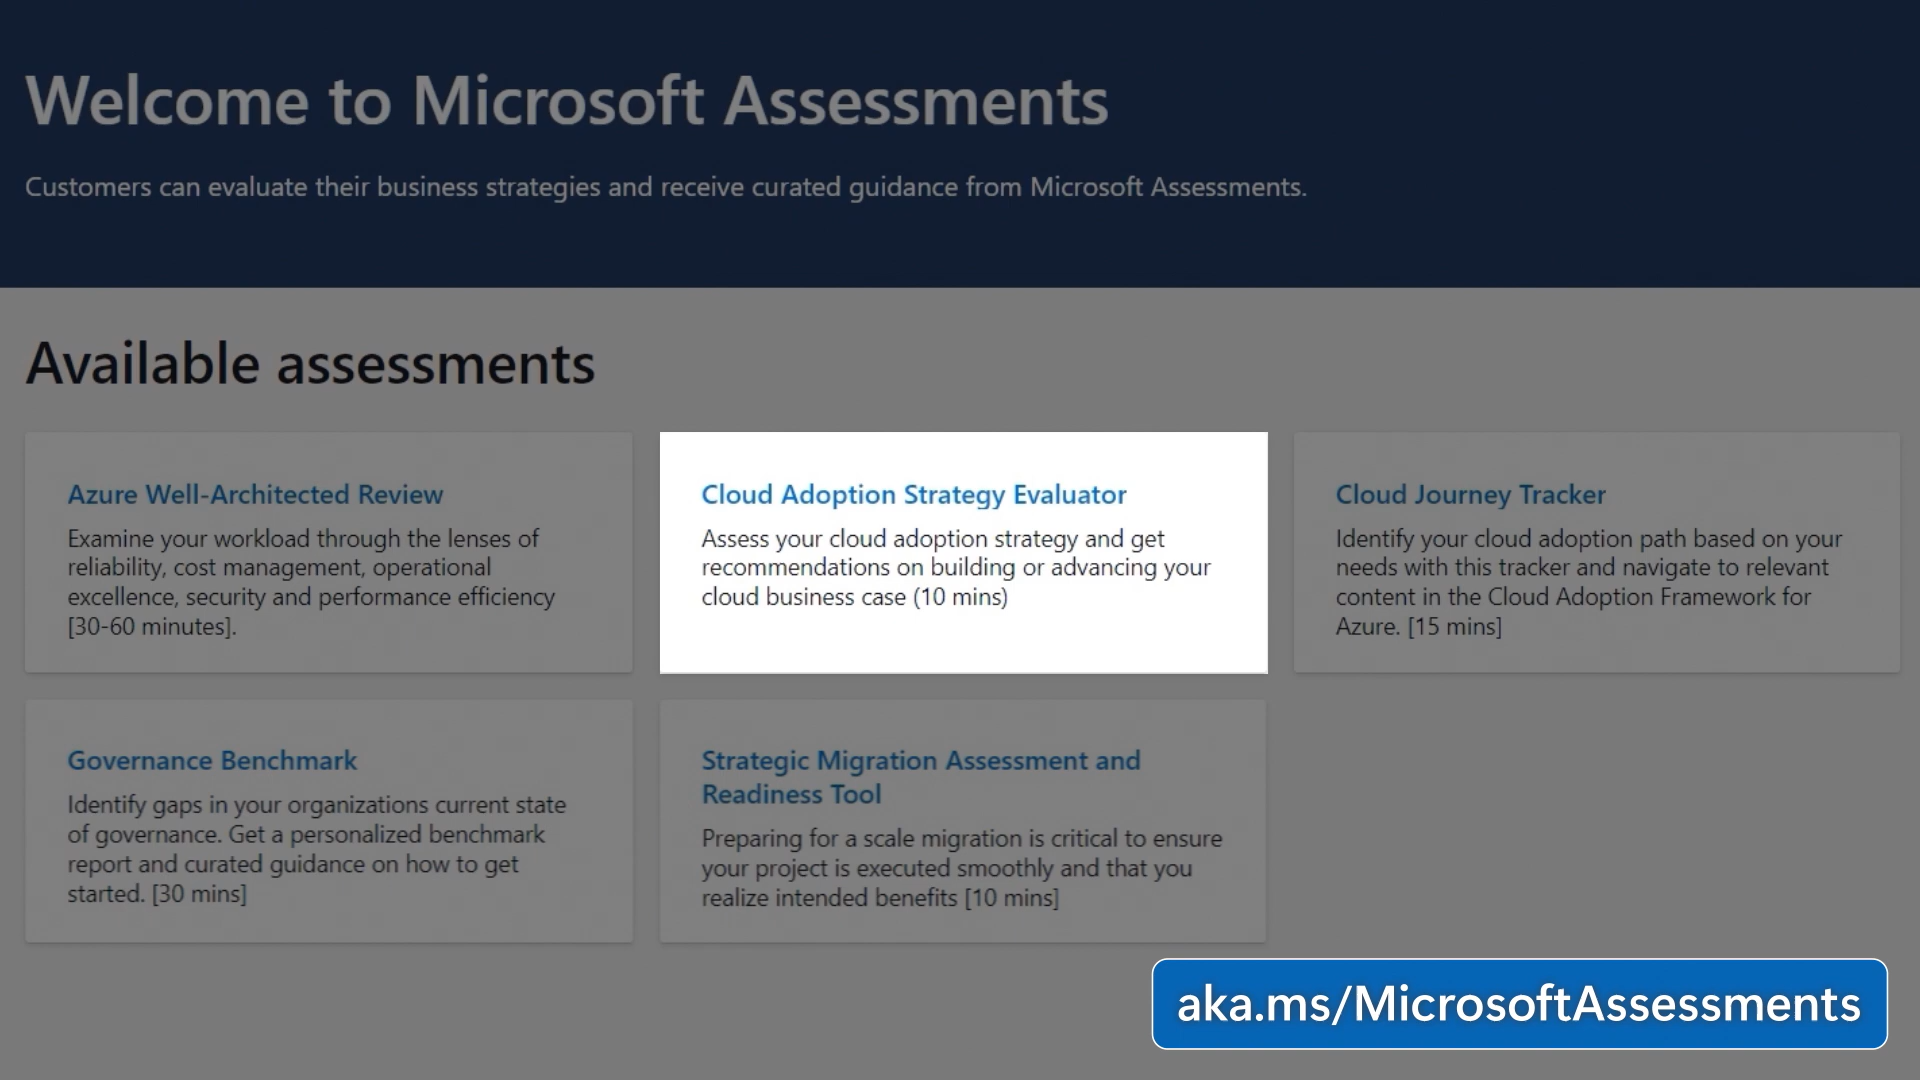 Welcome to Microsoft Assessments
Customers can evaluate their business strategies and receive curated guidance from Microsoft Assessments.
Available assessments
Azure Well-Architected Review
Examine your workload through the lenses of
reliability, cost management, operational
excellence, security and performance efficiency
[30-60 minutes].
Cloud Adoption Strategy Evaluator
Assess your cloud adoption strategy and get
recommendations on building or advancing your
cloud business case (10 mins)
Cloud Journey Tracker
Identify your cloud adoption path based on your
needs with this tracker and navigate to relevant
content in the Cloud Adoption Framework for
Azure. [15 mins]
Governance Benchmark
Identify gaps in your organizations current state
of governance. Get a personalized benchmark
report and curated guidance on how to get
started. [30 mins]
Strategic Migration Assessment and
Readiness Tool
Preparing for a scale migration is critical to ensure
your project is executed smoothly and that you
realize intended benefits [10 mins]
aka.ms/MicrosoftAssessments